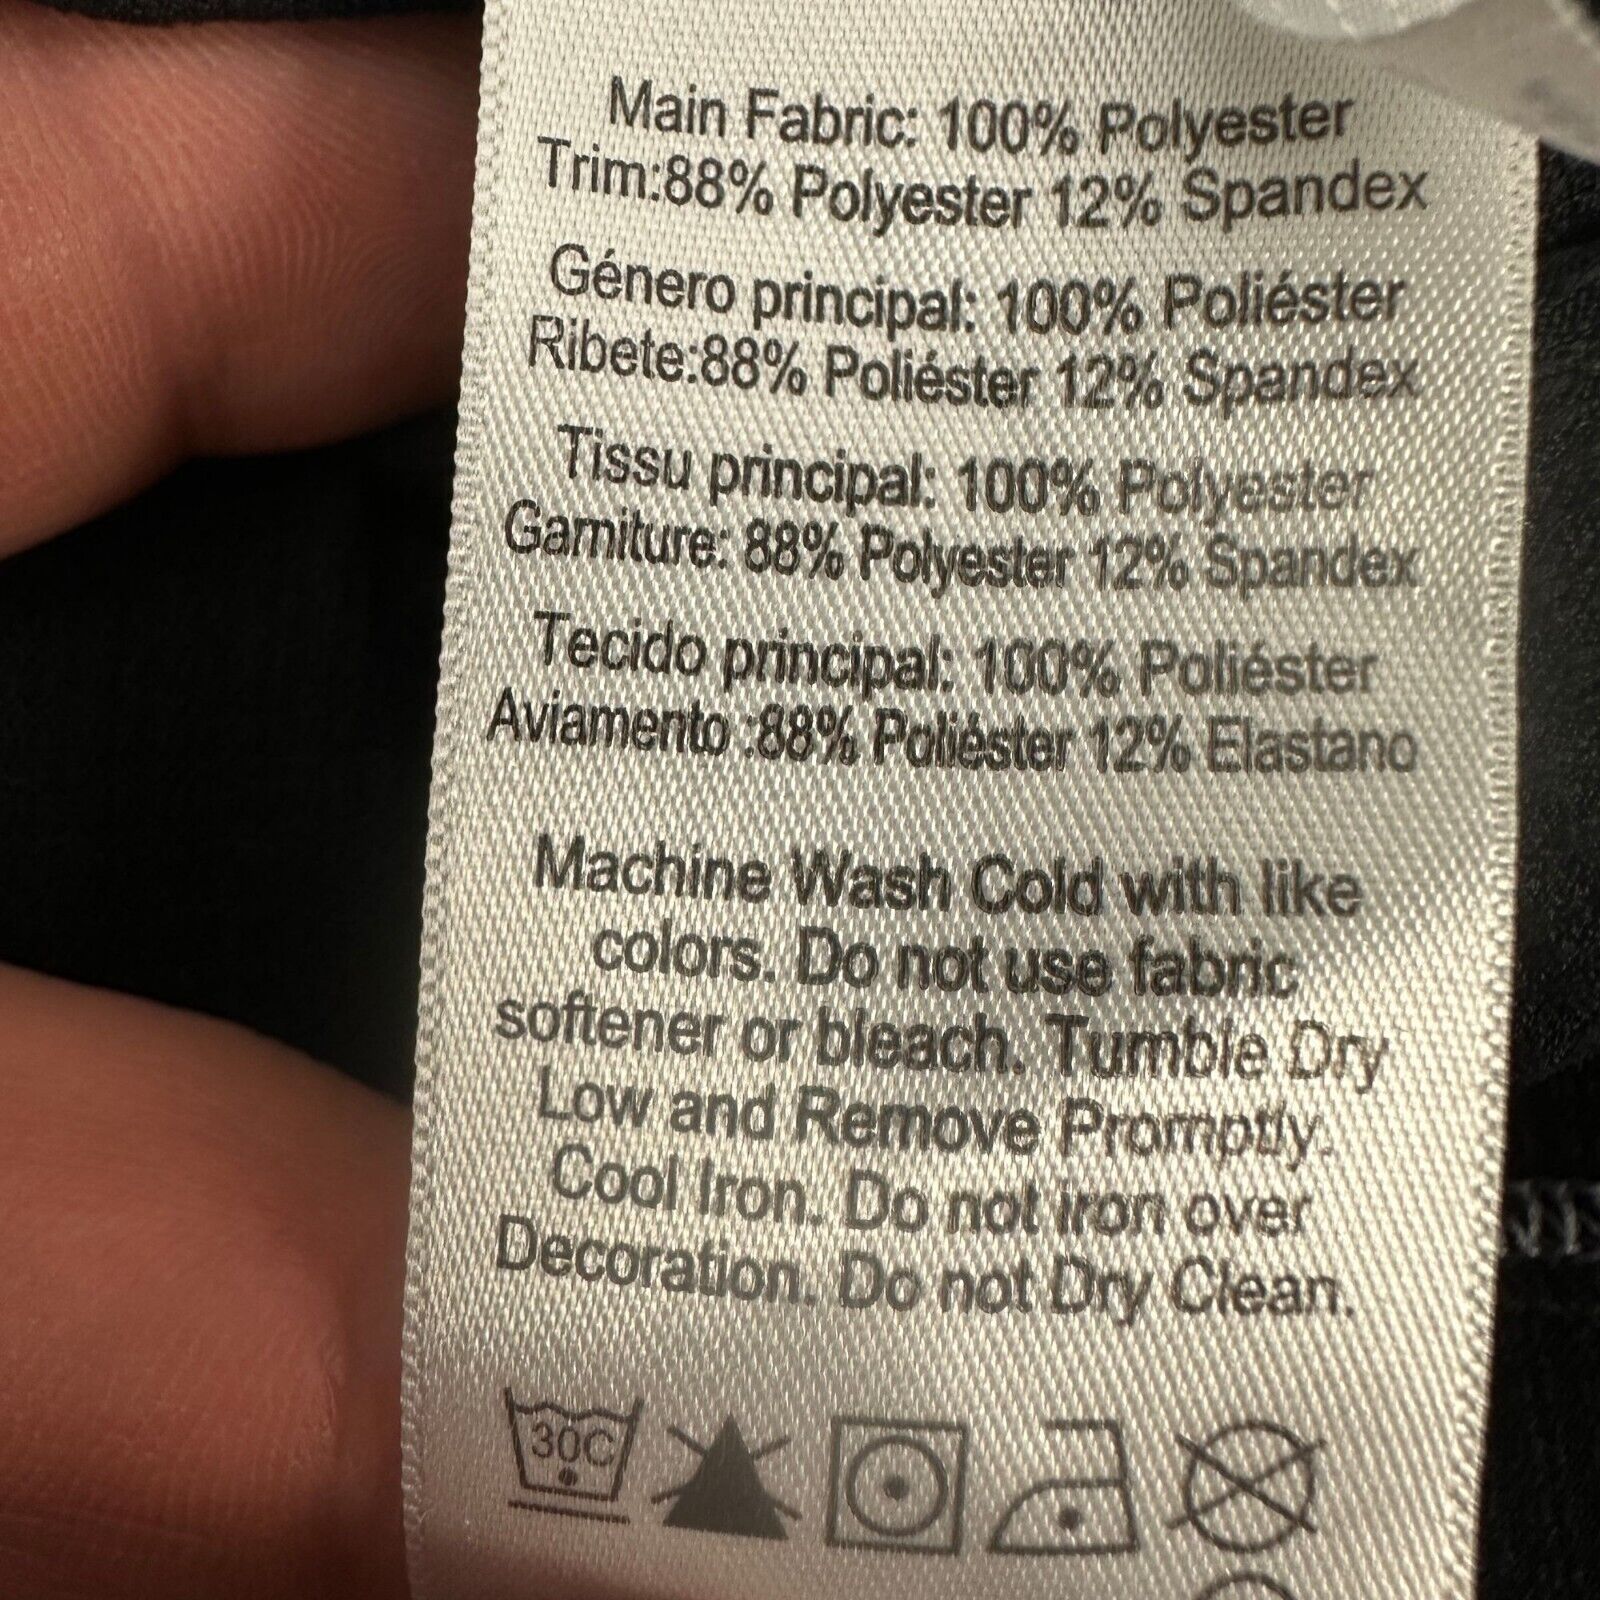 Main Fabric: 100% Polyester
Trim:88% Polyester 12% Spandex
Género principal: 100% Poliéster
Ribete:88% Poliéster 12% Spandex
Tissu principal: 100% Polyester
Garniture: 88% Polyester 12% Spandex
Tecido principal: 100% Poliéster
Aviamento :88% Poliéster 12% Elastano
Machine Wash Cold with like
colors. Do not use fabric
softener or bleach. Tumble Dry
Low and Remove Promptly.
Cool Iron. Do not iron over
Decoration. Do not Dry Clean.
30C